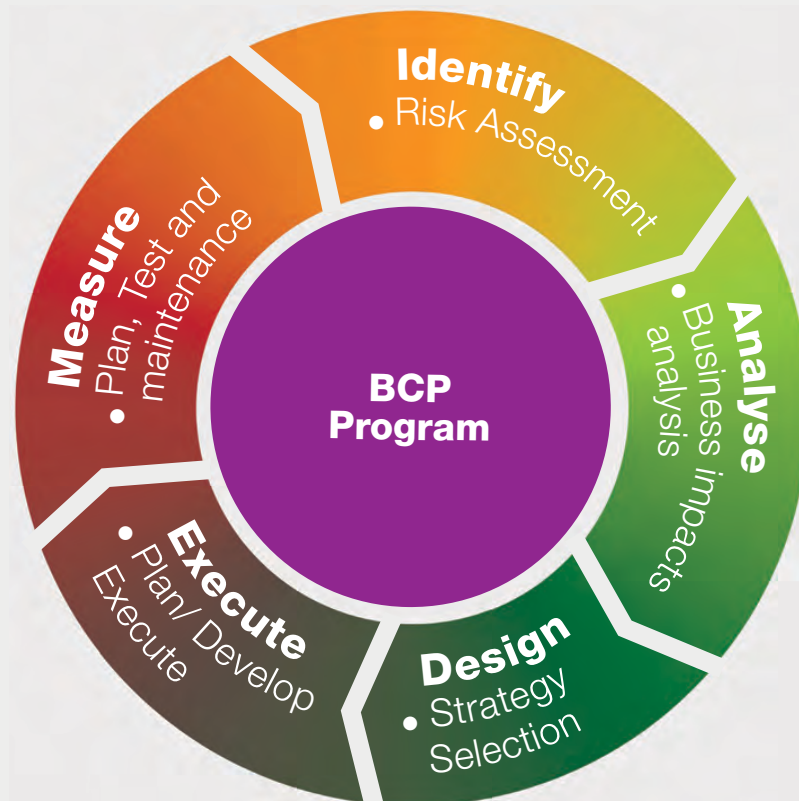 Identify
• Risk Assessment
Analyse
• Business impacts
analysis
Design
• Strategy
Selection
Execute
• Plan/ Develop
Execute
Measure
• Plan, Test and
maintenance
BCP
Program